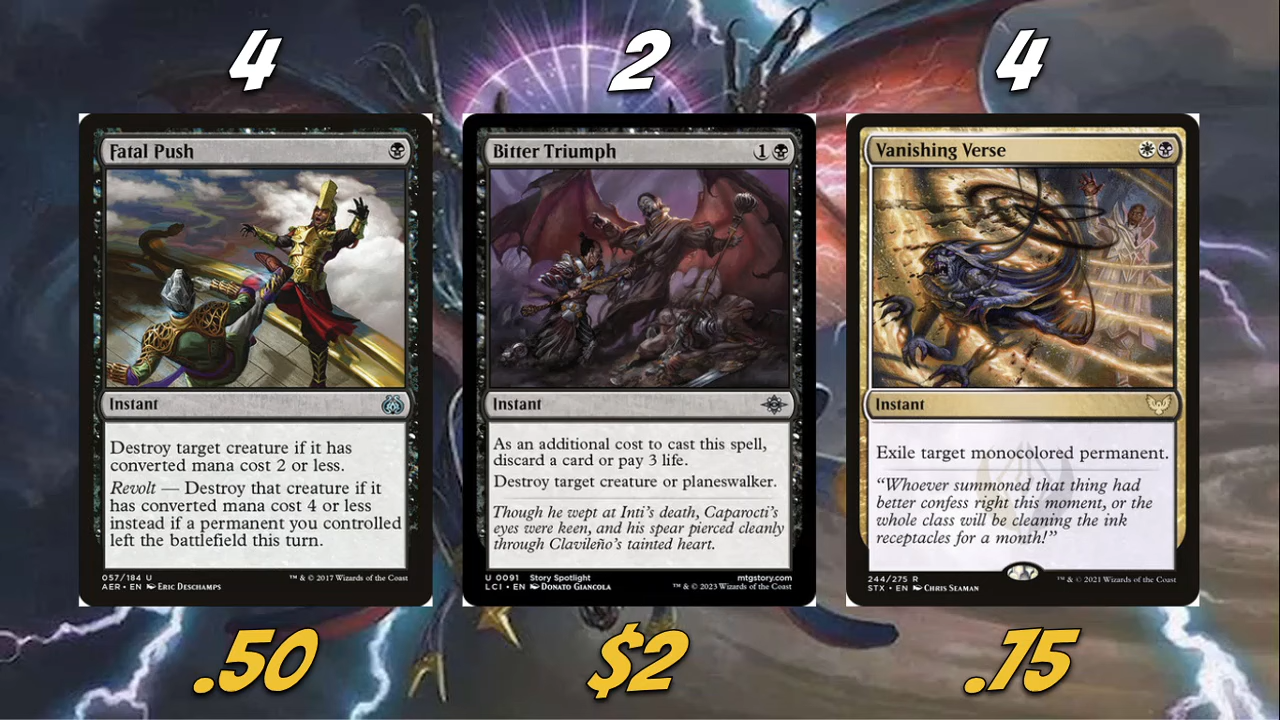 4
2
4
Fatal Push
Instant
Destroy target creature if it has
converted mana cost 2 or less.
Revolt — Destroy that creature if it
has converted mana cost 4 or less
instead if a permanent you controlled
left the battlefield this turn.
057/184 U
AER • EN Eric Deschamps
™ & © 2017 Wizards of the Coast
Bitter Triumph
1
Instant
As an additional cost to cast this spell,
discard a card or pay 3 life.
Destroy target creature or planeswalker.
Though he wept at Inti's death, Caparocti's
eyes were keen, and his spear pierced cleanly
through Clavileño's tainted heart.
U 0091 Story Spotlight
LCI • EN Donato Giancola
mtgstory.com
™ & © 2023 Wizards of the Coast
Vanishing Verse
Instant
Exile target monocolored permanent.
“Whoever summoned that thing had
better confess right this moment, or the
whole class will be cleaning the ink
receptacles for a month!”
244/275 R
STX • EN Chris Seaman
™ & © 2021 Wizards of the Coast
.50
$2
.75